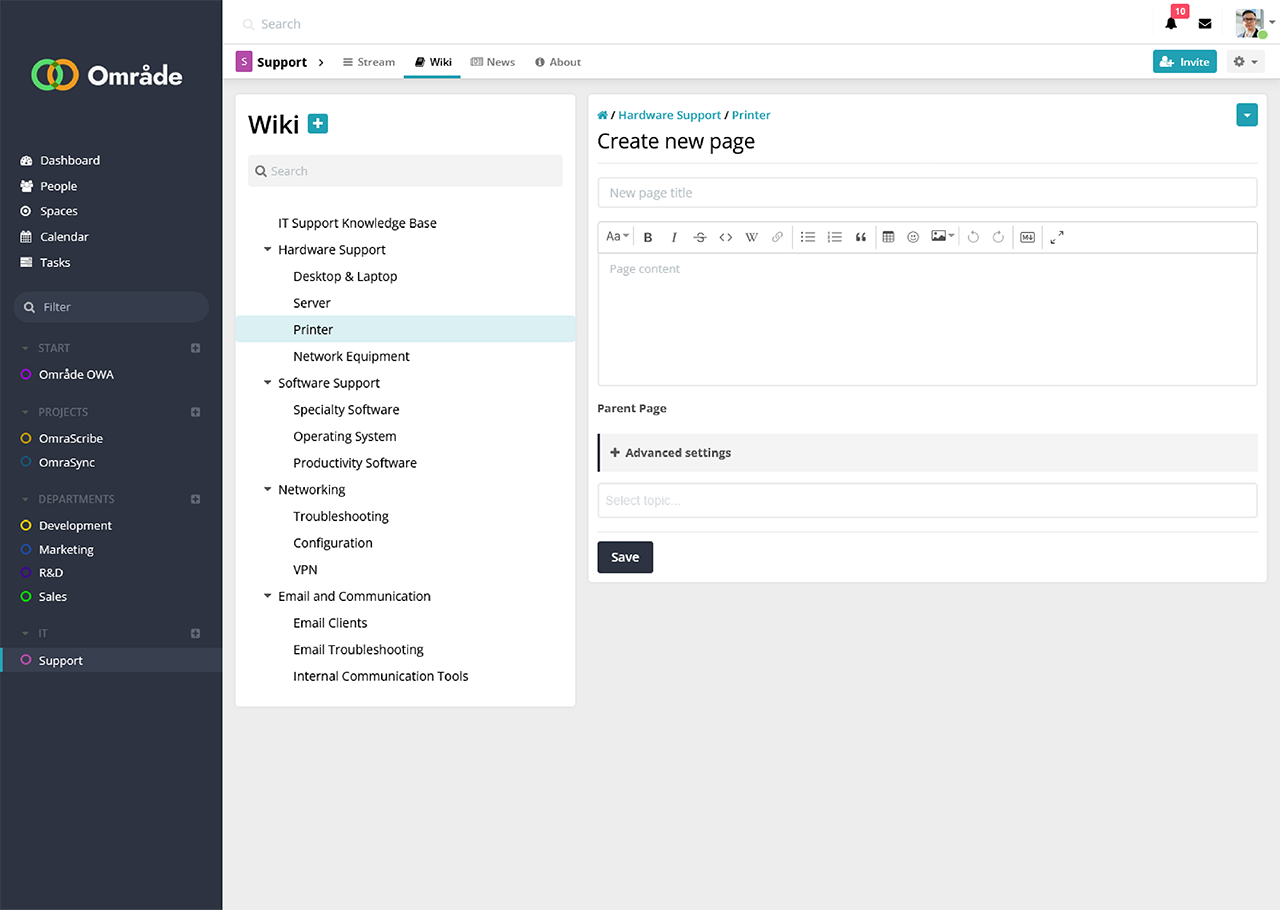 Område
Dashboard
People
Spaces
Calendar
Tasks
Filter
START
Område OWA
PROJECTS
OmraScribe
OmraSync
DEPARTMENTS
Development
Marketing
R&D
Sales
IT
Support
Search
10
S Support Stream Wiki News About Invite
Wiki
Search
IT Support Knowledge Base
Hardware Support
Desktop & Laptop
Server
Printer
Network Equipment
Software Support
Specialty Software
Operating System
Productivity Software
Networking
Troubleshooting
Configuration
VPN
Email and Communication
Email Clients
Email Troubleshooting
Internal Communication Tools
/ Hardware Support / Printer
Create new page
New page title
Aa B I S <> W
Page content
Parent Page
+ Advanced settings
Select topic...
Save